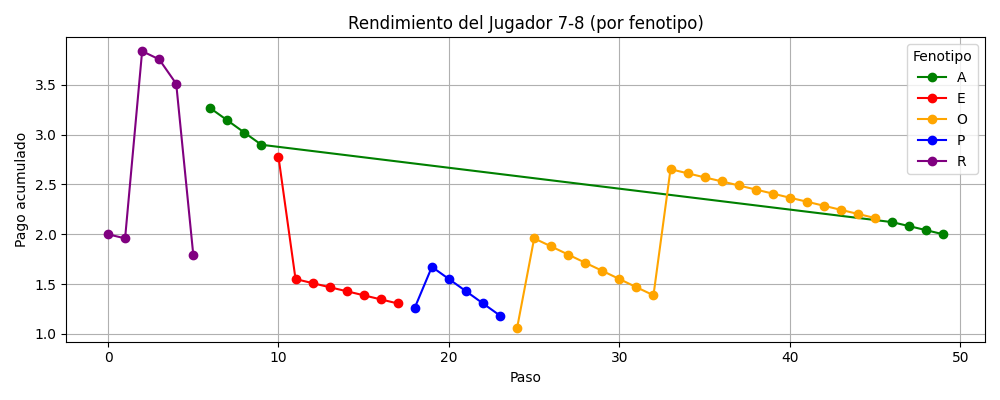 Rendimiento del Jugador 7-8 (por fenotipo)
Pago acumulado
3.5
3.0
2.5
2.0
1.5
1.0
0
10
20
30
40
50
Paso
Fenotipo
A
E
O
P
R